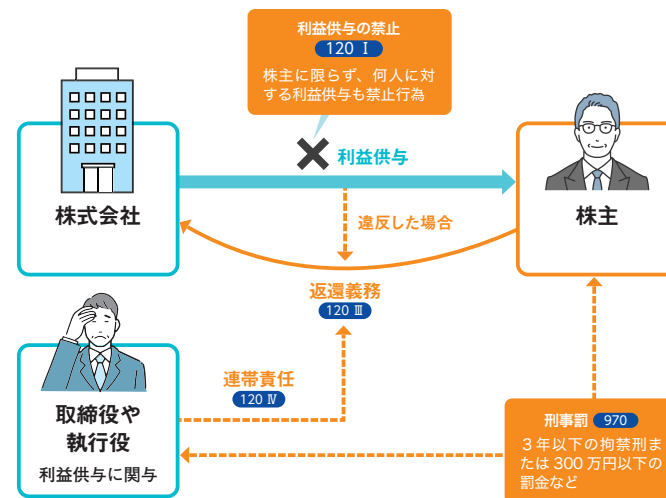 利益供与の禁止
120 Ⅰ
株主に限らず、何人に対
する利益供与も禁止行為
利益供与
株式会社
株主
違反した場合
返還義務
120 Ⅲ
連帯責任
120 Ⅳ
取締役や
執行役
利益供与に関与
刑事罰 970
３年以下の拘禁刑ま
たは 300 万円以下の
罰金など